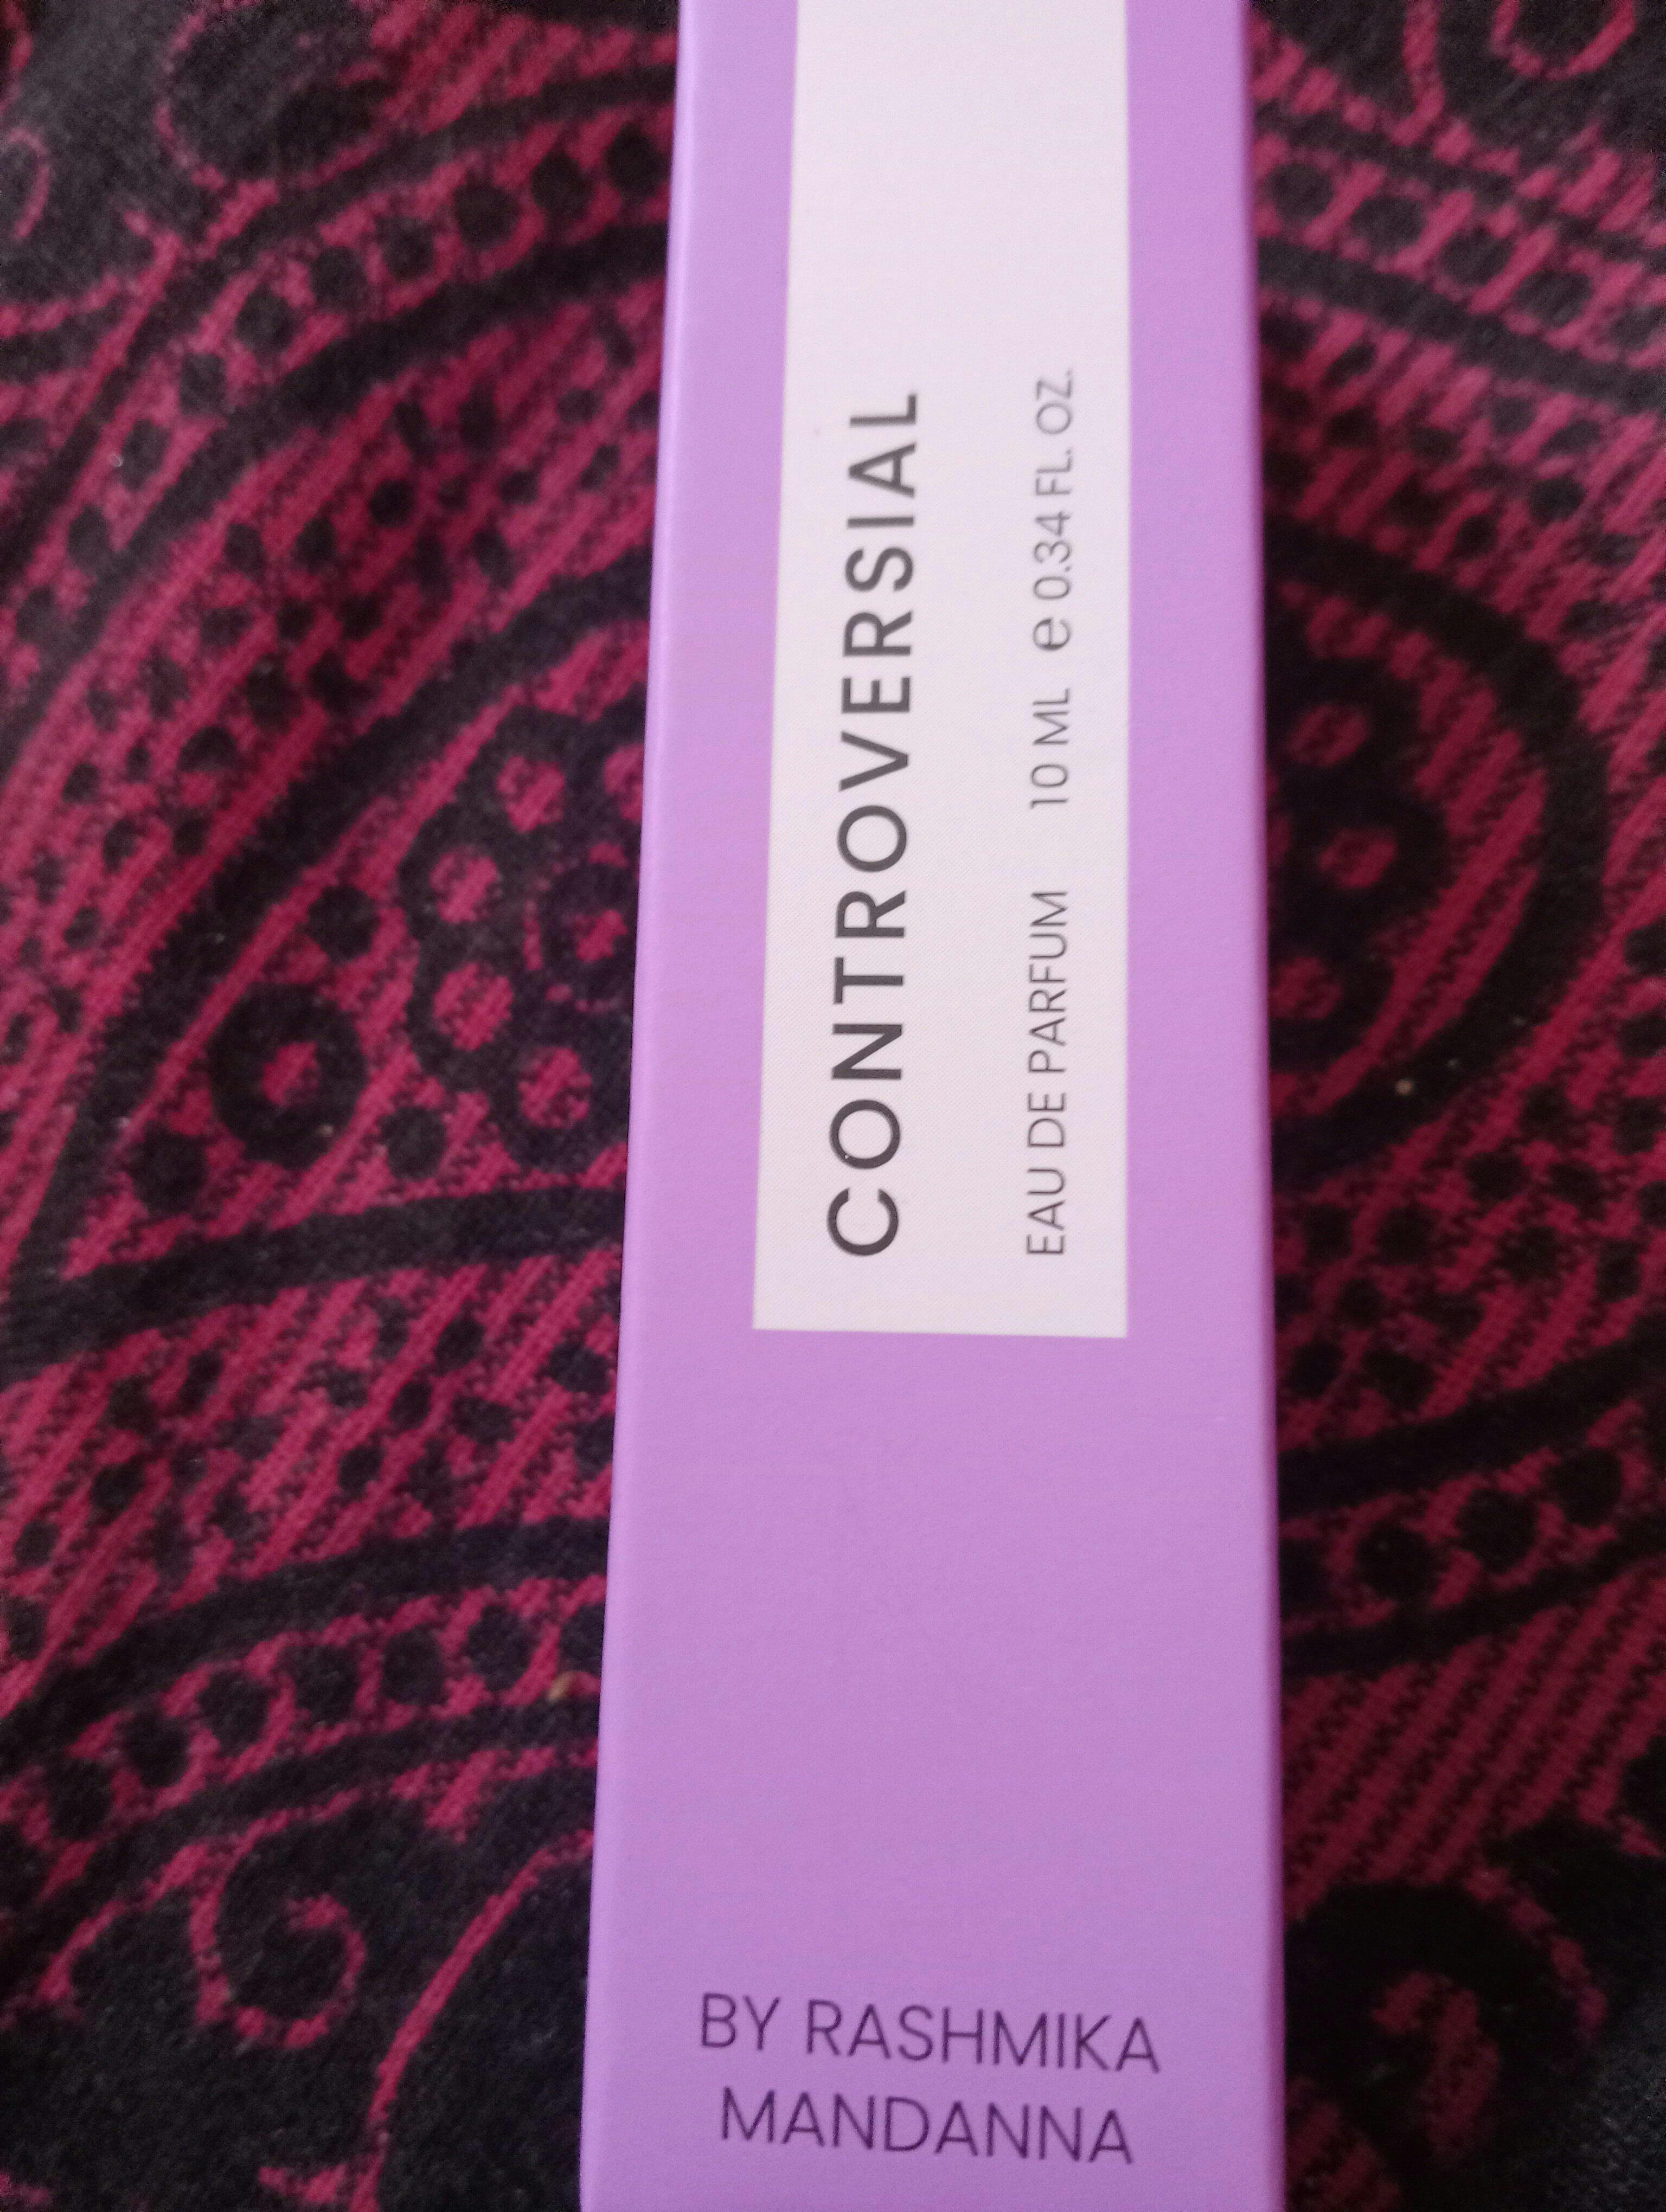 CONTROVERSIAL
EAU DE PARFUM 10 ML e 0.34 FL. OZ.
BY RASHMIKA
MANDANNA